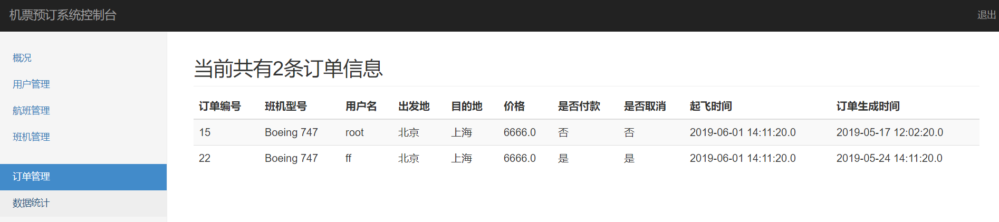 机票预订系统控制台 退出
概况
用户管理
航班管理
班机管理
订单管理
数据统计
当前共有2条订单信息
订单编号 班机型号 用户名 出发地 目的地 价格 是否付款 是否取消 起飞时间 订单生成时间
15 Boeing 747 root 北京 上海 6666.0 否 否 2019-06-01 14:11:20.0 2019-05-17 12:02:20.0
22 Boeing 747 ff 北京 上海 6666.0 是 是 2019-06-01 14:11:20.0 2019-05-24 14:11:20.0